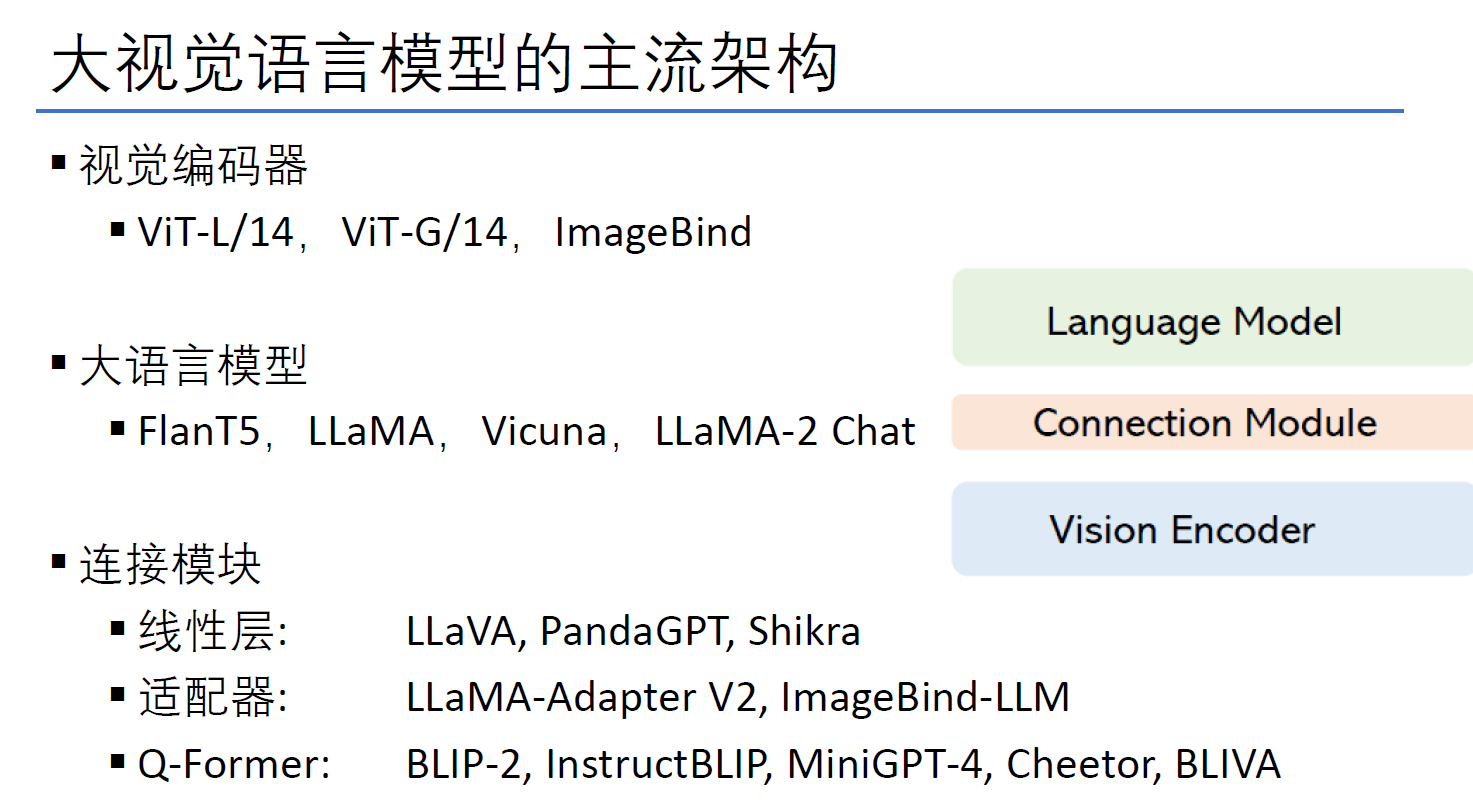 大视觉语言模型的主流架构
▪ 视觉编码器
▪ ViT-L/14， ViT-G/14， ImageBind
▪ 大语言模型
▪ FlanT5， LLaMA， Vicuna， LLaMA-2 Chat
▪ 连接模块
▪ 线性层: LLaVA, PandaGPT, Shikra
▪ 适配器: LLaMA-Adapter V2, ImageBind-LLM
▪ Q-Former: BLIP-2, InstructBLIP, MiniGPT-4, Cheetor, BLIVA
Language Model
Connection Module
Vision Encoder